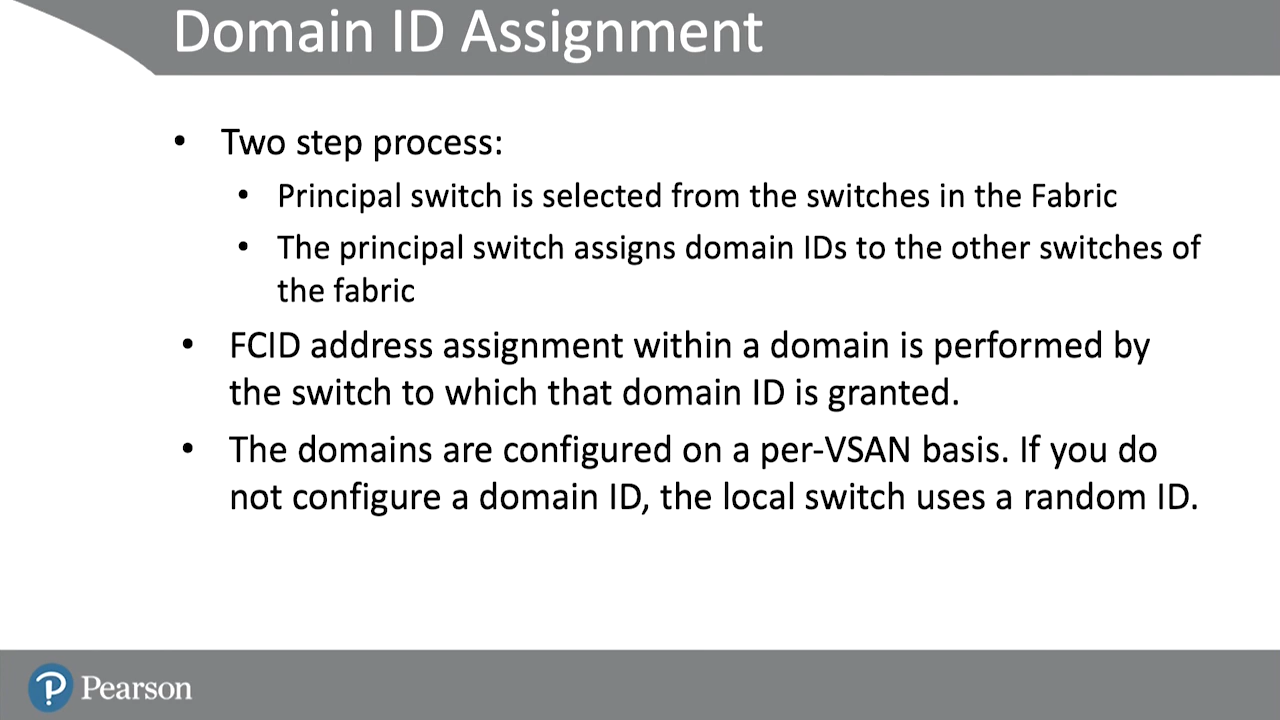 Domain ID Assignment
• Two step process:
• Principal switch is selected from the switches in the Fabric
• The principal switch assigns domain IDs to the other switches of
the fabric
• FCID address assignment within a domain is performed by
the switch to which that domain ID is granted.
• The domains are configured on a per-VSAN basis. If you do
not configure a domain ID, the local switch uses a random ID.
Pearson